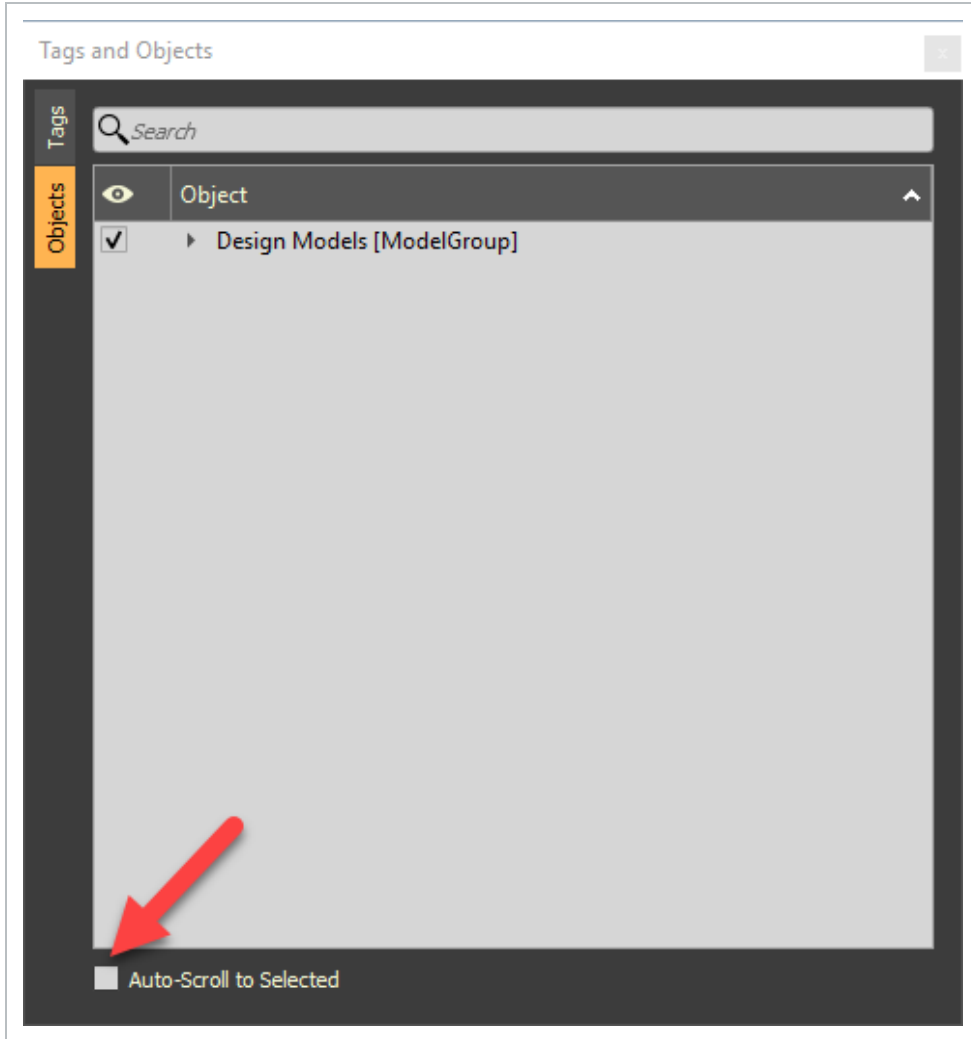 Tags and Objects
Tags
Search
Objects
Object
Design Models [ModelGroup]
Auto-Scroll to Selected